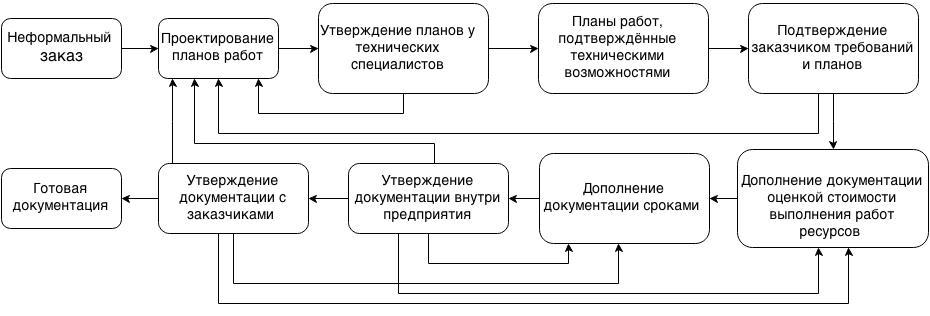 Неформальный
заказ
Проектирование
планов работ
Утверждение планов у
технических
специалистов
Планы работ,
подтверждённые
техническими
возможностями
Подтверждение
заказчиком требований
и планов
Готовая
документация
Утверждение
документации с
заказчиками
Утверждение
документации внутри
предприятия
Дополнение
документации сроками
Дополнение документации
оценкой стоимости
выполнения работ
ресурсов